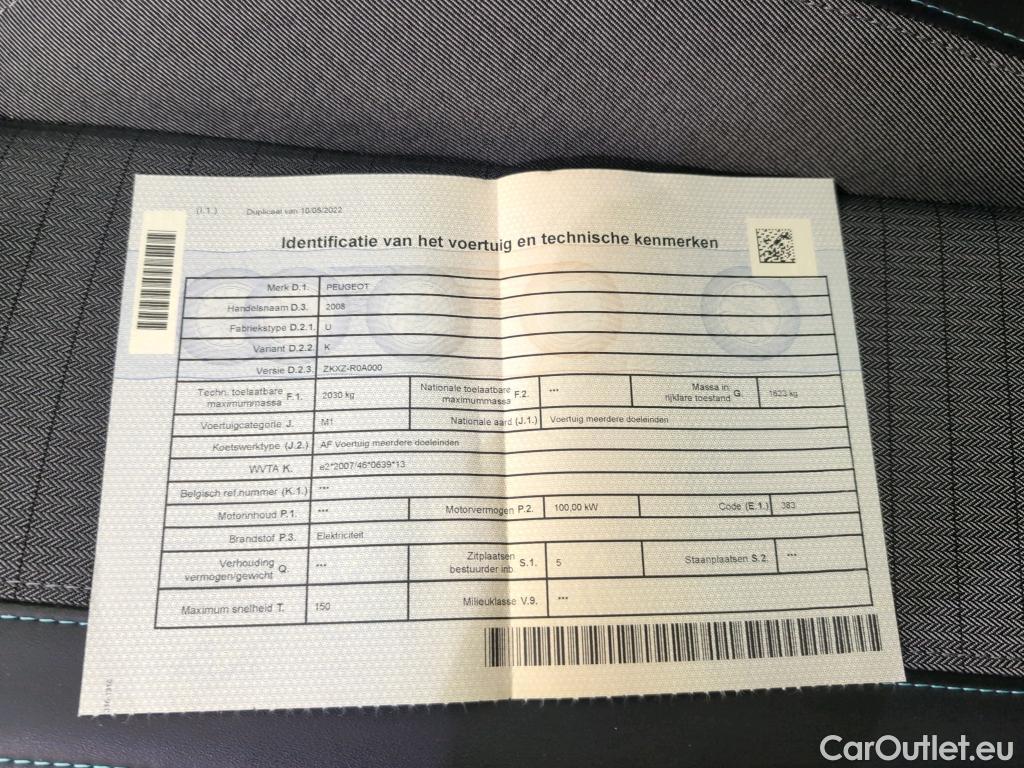 (I.1.) Duplicaat van 10/05/2022
Identificatie van het voertuig en technische kenmerken
Merk D.1. PEUGEOT
Handelsnaam D.3. 2008
Fabriekstype D.2.1. U
Variant D.2.2. K
Versie D.2.3. ZKXZ-R0A000
Techn. toelaatbare maximummassa F.1. 2030 kg Nationale toelaatbare maximummassa F.2. *** Massa in rijklare toestand G. 1623 kg
Voertuigcategorie J. M1 Nationale aard (J.1.) Voertuig meerdere doeleinden
Koetswerktype (J.2.) AF Voertuig meerdere doeleinden
WVTA K. e2*2007/46*0639*13
Belgisch ref.nummer (K.1.) ***
Motorinhoud P.1. *** Motorvermogen P.2. 100,00 kW Code (E.1.) 383
Brandstof P.3. Elektriciteit
Verhouding vermogen/gewicht Q. *** Zitplaatsen bestuurder inb. S.1. 5 Staanplaatsen S.2. ***
Maximum snelheid T. 150 Milieuklasse V.9. ***
CarOutlet.eu